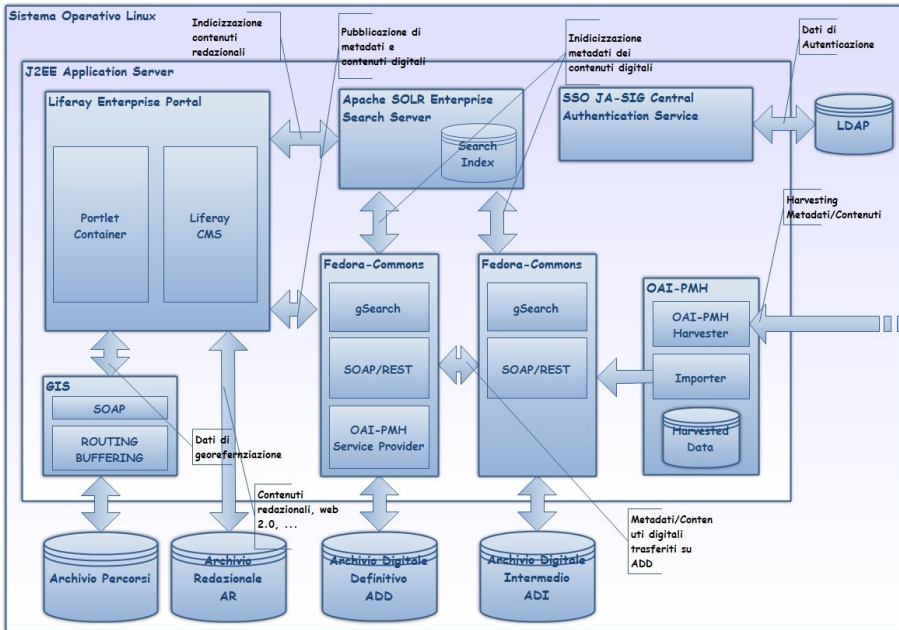 Sistema Operativo Linux
Indicizzazione
contenuti
redazionali
Pubblicazione di
metadati e
contenuti digitali
Inidicizzazione
metadati dei
contenuti digitali
Dati di
Autenticazione
J2EE Application Server
Liferay Enterprise Portal
Portlet
Container
Liferay
CMS
Apache SOLR Enterprise
Search Server
Search
Index
SSO JA-SIG Central
Authentication Service
LDAP
Harvesting
Metadati/Contenuti
Fedora-Commons
gSearch
SOAP/REST
OAI-PMH
Service Provider
Fedora-Commons
gSearch
SOAP/REST
OAI-PMH
OAI-PMH
Harvester
Importer
Harvested
Data
GIS
SOAP
ROUTING
BUFFERING
Dati di
georefernziazione
Contenuti
redazionali, web
2.0, ...
Metadati/Conten
uti digitali
trasferiti su
ADD
Archivio Percorsi
Archivio
Redazionale
AR
Archivio Digitale
Definitivo
ADD
Archivio Digitale
Intermedio
ADI